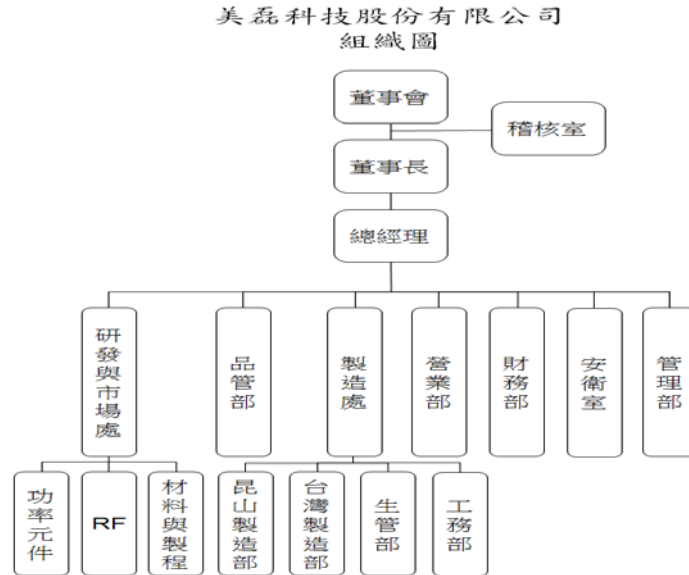 美磊科技股份有限公司
組織圖
董事會
稽核室
董事長
總經理
研發與市場處
品管部
製造處
營業部
財務部
安衛室
管理部
功率元件
RF
材料與製程
昆山製造部
台灣製造部
生管部
工務部